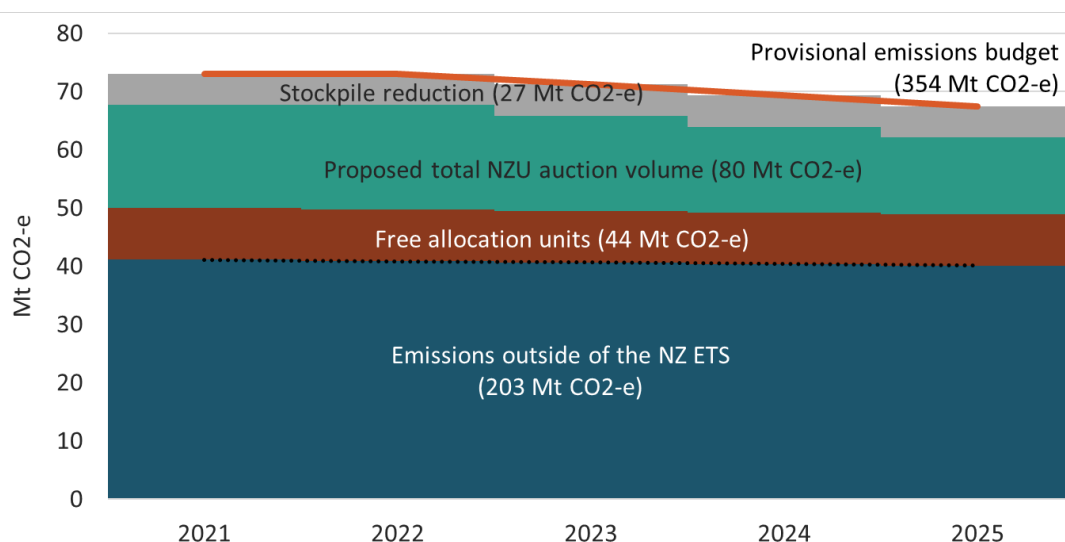 80
Provisional emissions budget
(354 Mt CO2-e)
70
Stockpile reduction (27 Mt CO2-e)
60
Proposed total NZU auction volume (80 Mt CO2-e)
50
Free allocation units (44 Mt CO2-e)
40
Mt CO2-e
30
Emissions outside of the NZ ETS
(203 Mt CO2-e)
20
10
0
2021 2022 2023 2024 2025